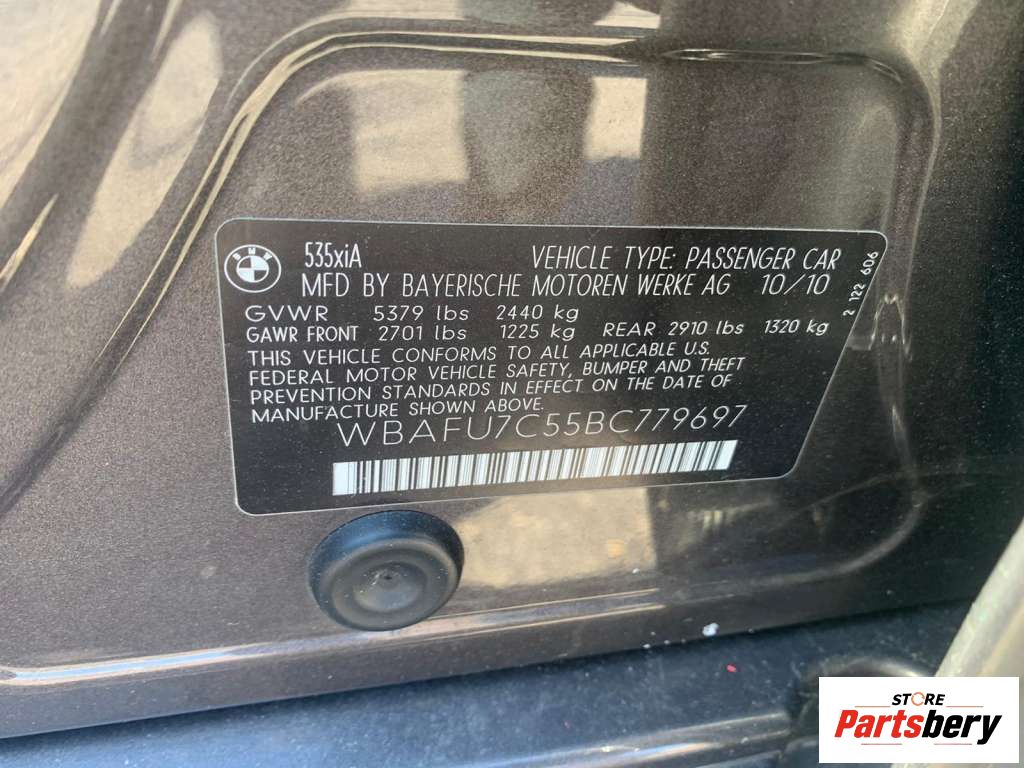 BMW
535xiA VEHICLE TYPE: PASSENGER CAR
MFD BY BAYERISCHE MOTOREN WERKE AG 10/10
2 122 606
GVWR 5379 lbs 2440 kg
GAWR FRONT 2701 lbs 1225 kg REAR 2910 lbs 1320 kg
THIS VEHICLE CONFORMS TO ALL APPLICABLE U.S.
FEDERAL MOTOR VEHICLE SAFETY, BUMPER AND THEFT
PREVENTION STANDARDS IN EFFECT ON THE DATE OF
MANUFACTURE SHOWN ABOVE.
WBAFU7C55BC779697
STORE
Partsbery